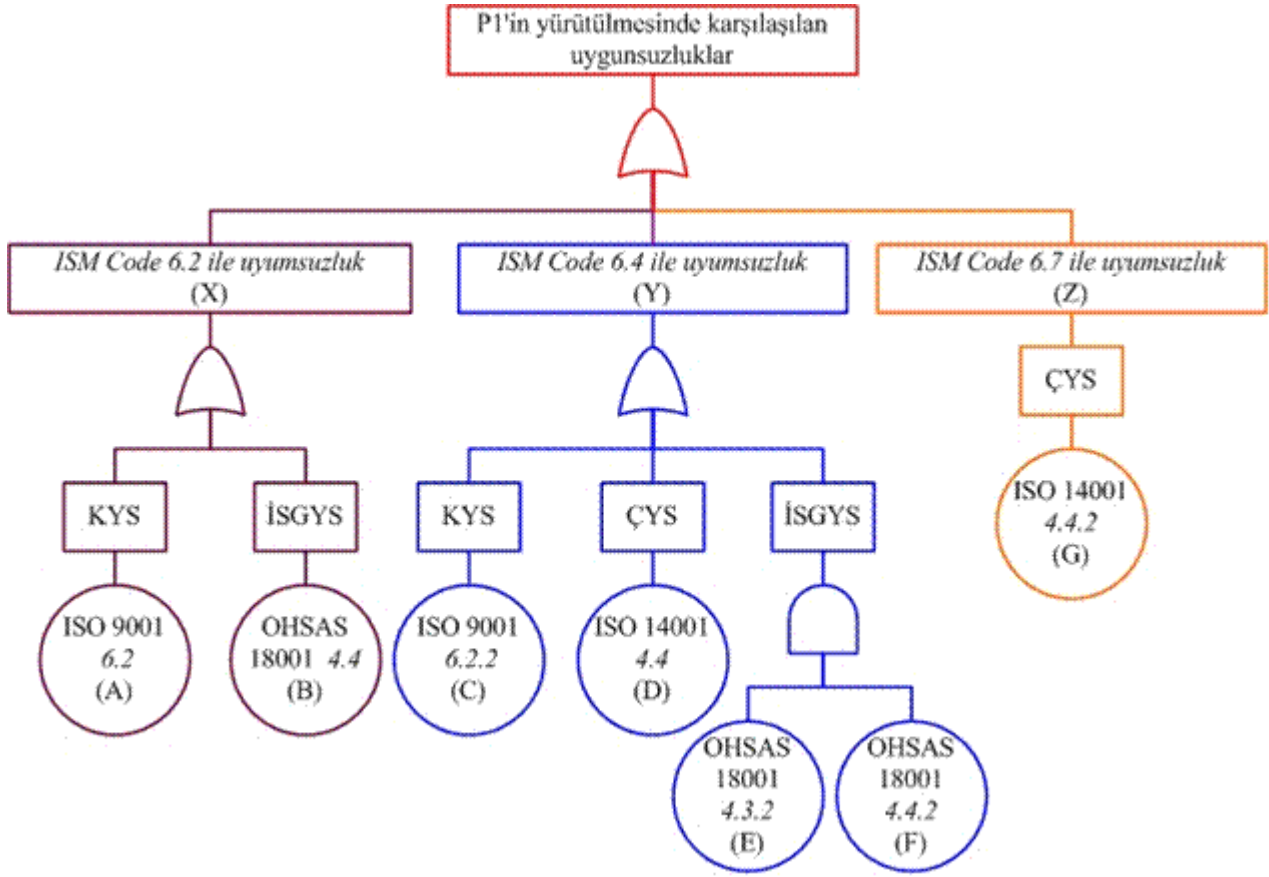 P1'in yürütülmesinde karşılaşılan
uygunsuzluklar
ISM Code 6.2 ile uyumsuzluk
(X)
ISM Code 6.4 ile uyumsuzluk
(Y)
ISM Code 6.7 ile uyumsuzluk
(Z)
ÇYS
ISO 14001
4.4.2
(G)
KYS
İSGYS
KYS
ÇYS
İSGYS
ISO 9001
6.2
(A)
OHSAS
18001 4.4
(B)
ISO 9001
6.2.2
(C)
ISO 14001
4.4
(D)
OHSAS
18001
4.3.2
(E)
OHSAS
18001
4.4.2
(F)